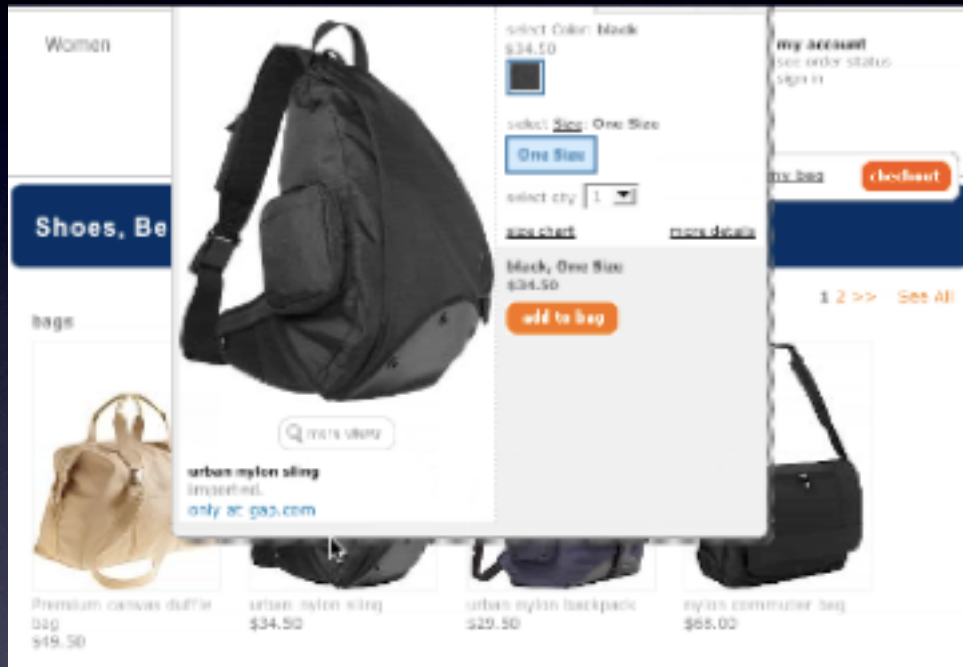 Women
select Color: black
$34.50
my account
see order status
sign in
select Size: One Size
One Size
my bag
checkout
select qty 1
Shoes, Be
size chart
more details
black, One Size
$34.50
1 2 >> See All
add to bag
bags
more views
urban nylon sling
imported.
only at gap.com
Premium canvas duffle
bag
$49.50
urban nylon sling
$34.50
urban nylon backpack
$29.50
nylon commuter bag
$68.00